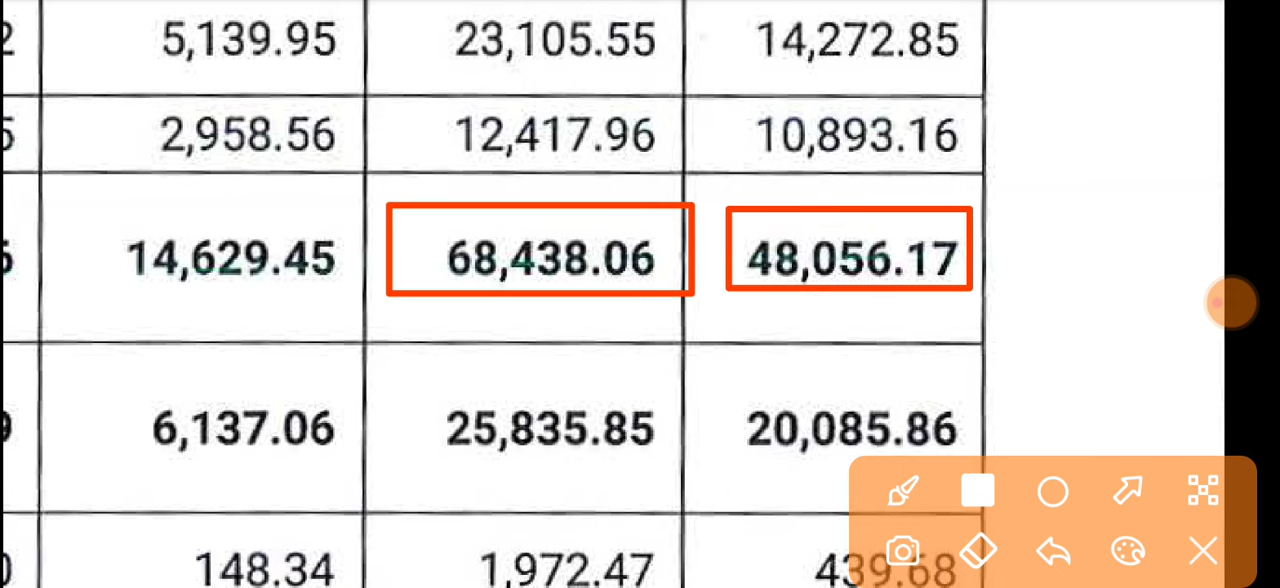 5,139.95 23,105.55 14,272.85
2,958.56 12,417.96 10,893.16
14,629.45 68,438.06 48,056.17
6,137.06 25,835.85 20,085.86
148.34 1,972.47 439.68